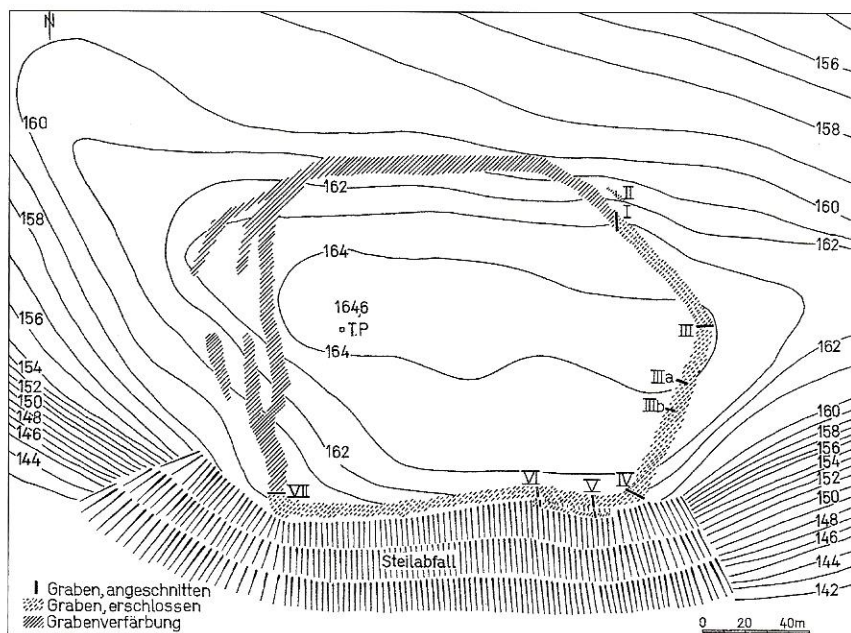 N
156
158
160
162
160
162
II
I
158
164
1646
T.P
III
162
156
164
IIIa
154
152
150
148
146
144
IIIb
160
158
156
154
152
150
162
VI
V
IV
VII
148
146
Steilabfall
144
142
Graben, angeschnitten
Graben, erschlossen
Grabenverfärbung
0 20 40m